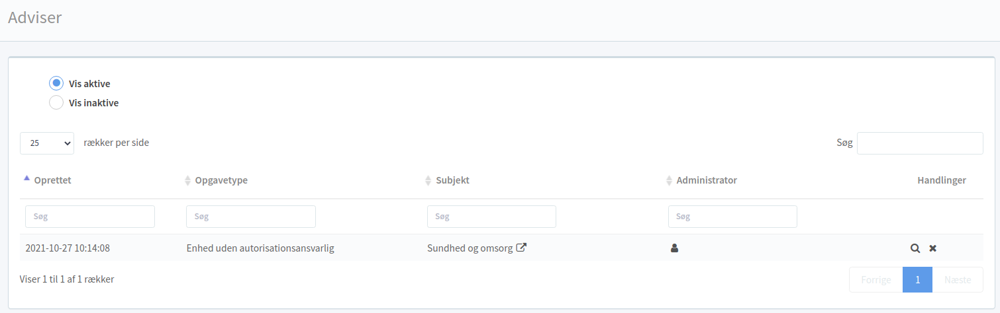 Adviser
Vis aktive
Vis inaktive
25 rækker per side Søg
Oprettet Opgavetype Subjekt Administrator Handlinger
Søg Søg Søg Søg
2021-10-27 10:14:08 Enhed uden autorisationsansvarlig Sundhed og omsorg
Viser 1 til 1 af 1 rækker Forrige 1 Næste